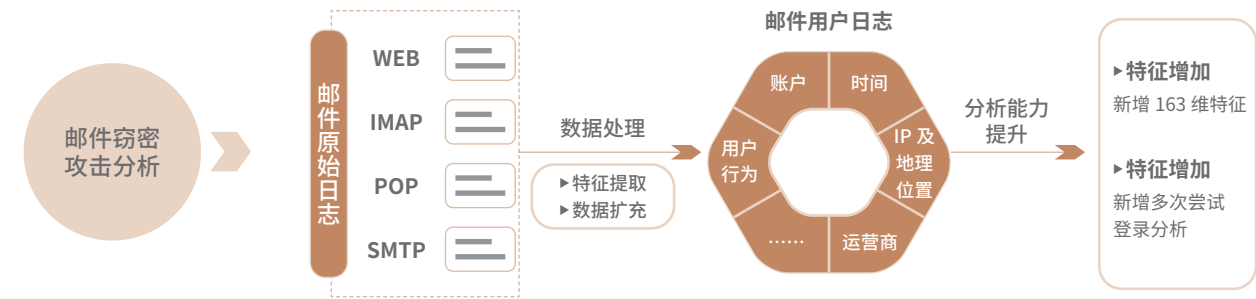 邮件窃密
攻击分析
邮件原始日志
WEB
IMAP
POP
SMTP
数据处理
▸特征提取
▸数据扩充
邮件用户日志
账户
时间
用户
行为
IP 及
地理
位置
……
运营商
分析能力
提升
▸特征增加
新增 163 维特征
▸特征增加
新增多次尝试
登录分析